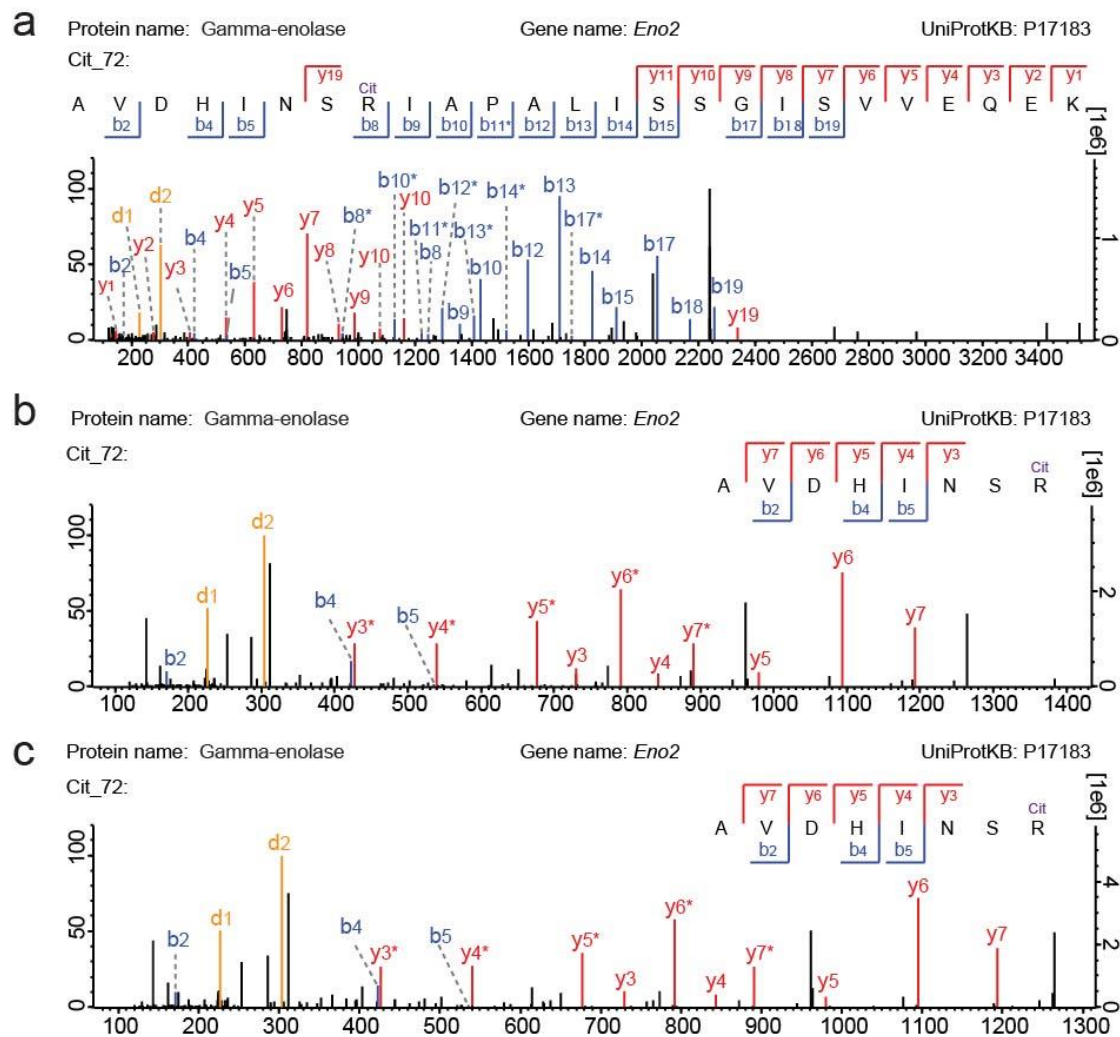 a
Protein name: Gamma-enolase Gene name: Eno2 UniProtKB: P17183
Cit_72:
y19 y11 y10 y9 y8 y7 y6 y5 y4 y3 y2 y1
Cit
A V D H I N S R I A P A L I S S G I S V V E Q E K
b2 b4 b5 b8 b9 b10 b11* b12 b13 b14 b15 b17 b18 b19
[1e6]
100
50
0
y1 b2 d1 y2 d2 y3 b4 y4 b5 y5 y6 y7 y8 b8* y9 y10 b10* y10 b11* b8 b12* b9 b13* b10 b14* b12 b13 b17* b14 b15 b17 b18 b19 y19
1
0
200 400 600 800 1000 1200 1400 1600 1800 2000 2200 2400 2600 2800 3000 3400
b
Protein name: Gamma-enolase Gene name: Eno2 UniProtKB: P17183
Cit_72:
y7 y6 y5 y4 y3
Cit
A V D H I N S R
b2 b4 b5
[1e6]
100
50
0
b2 d1 d2 b4 y3* b5 y4* y5* y3 y6* y4 y7* y5 y6 y7
2
0
100 200 300 400 500 600 700 800 900 1000 1100 1200 1300 1400
c
Protein name: Gamma-enolase Gene name: Eno2 UniProtKB: P17183
Cit_72:
y7 y6 y5 y4 y3
Cit
A V D H I N S R
b2 b4 b5
[1e6]
100
50
0
b2 d1 d2 b4 y3* b5 y4* y5* y3 y6* y4 y7* y5 y6 y7
4
2
0
100 200 300 400 500 600 700 800 900 1000 1100 1200 1300